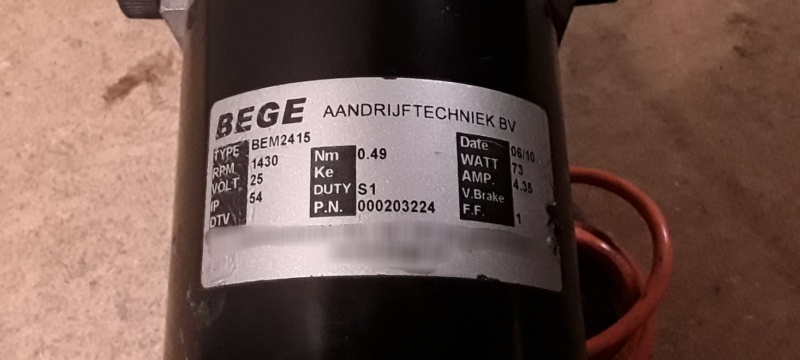 BEGE AANDRIJFTECHNIEK BV
TYPE BEM2415
RPM 1430
VOLT 25
IP 54
DTV
Nm 0.49
Ke
DUTY S1
P.N. 000203224
Date 06/10
WATT 73
AMP. 4.35
V.Brake
F.F. 1